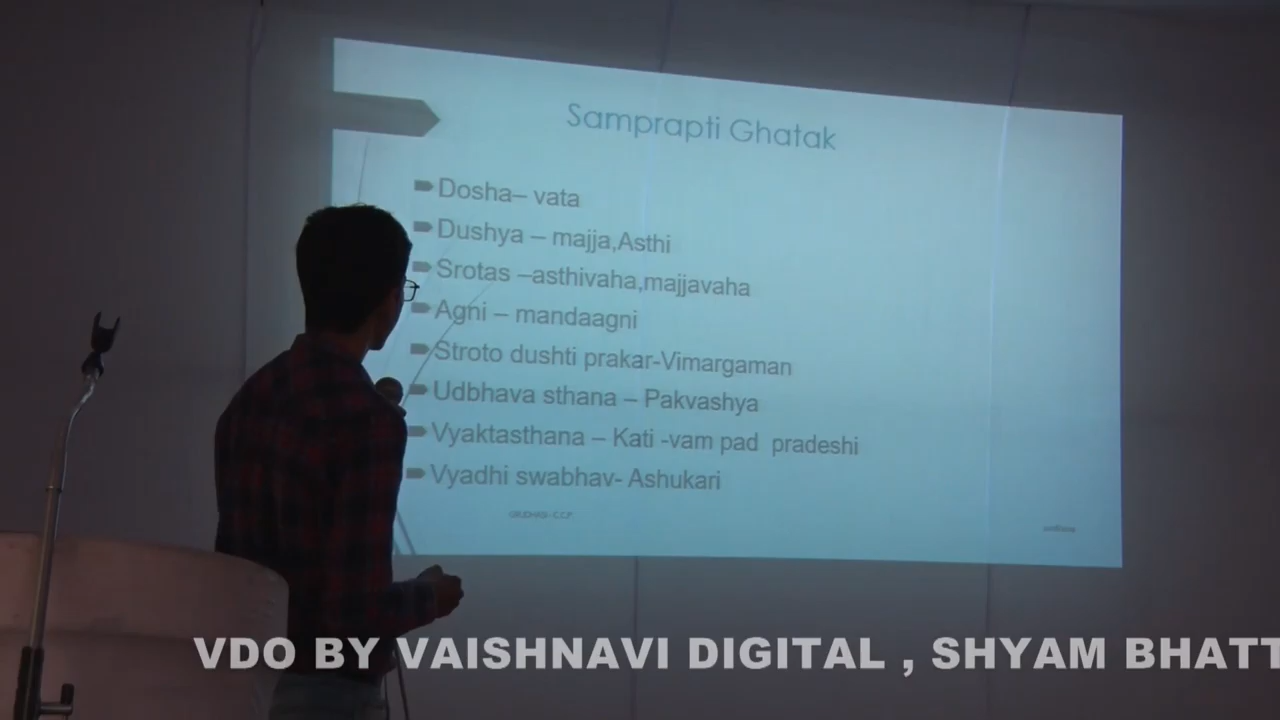 Samprapti Ghatak
Dosha– vata
Dushya – majja,Asthi
Srotas –asthivaha,majjavaha
Agni – mandaagni
Stroto dushti prakar-Vimargaman
Udbhava sthana – Pakvashya
Vyaktasthana – Kati -vam pad pradeshi
Vyadhi swabhav- Ashukari
VDO BY VAISHNAVI DIGITAL , SHYAM BHATT